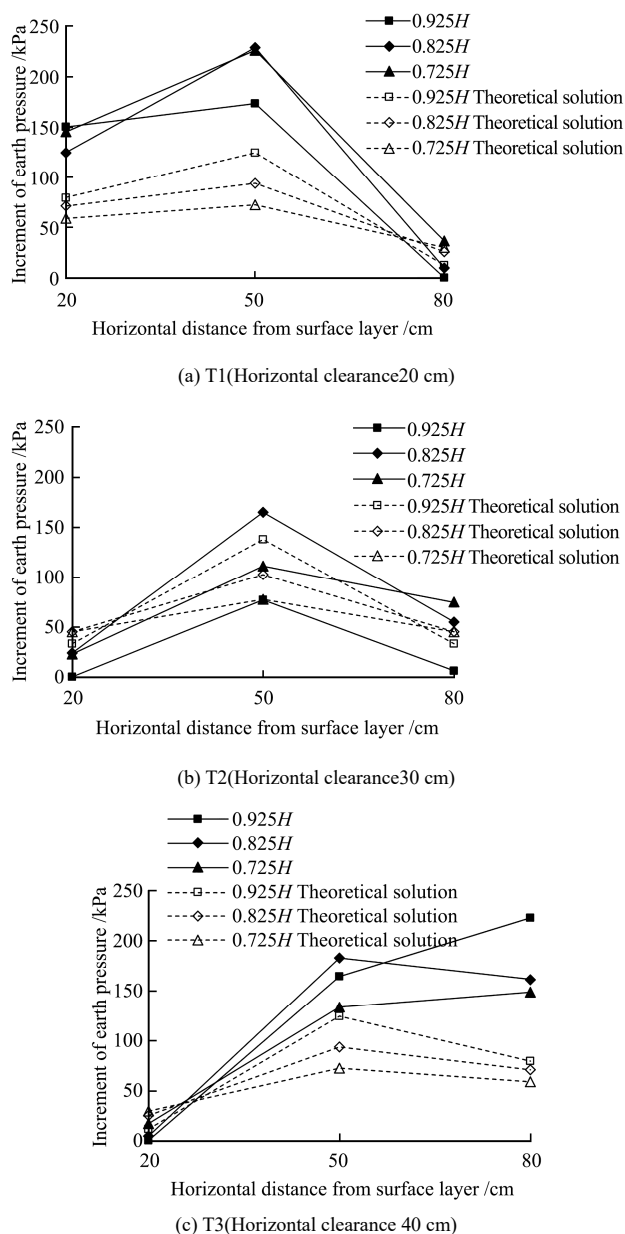 Increment of earth pressure /kPa
250
200
150
100
50
0
0.925H
0.825H
0.725H
0.925H Theoretical solution
0.825H Theoretical solution
0.725H Theoretical solution
20 50 80
Horizontal distance from surface layer /cm
(a) T1(Horizontal clearance20 cm)
Increment of earth pressure /kPa
250
200
150
100
50
0
0.925H
0.825H
0.725H
0.925H Theoretical solution
0.825H Theoretical solution
0.725H Theoretical solution
20 50 80
Horizontal distance from surface layer /cm
(b) T2(Horizontal clearance30 cm)
0.925H
0.825H
0.725H
0.925H Theoretical solution
0.825H Theoretical solution
0.725H Theoretical solution
Increment of earth pressure /kPa
250
200
150
100
50
0
20 50 80
Horizontal distance from surface layer /cm
(c) T3(Horizontal clearance 40 cm)